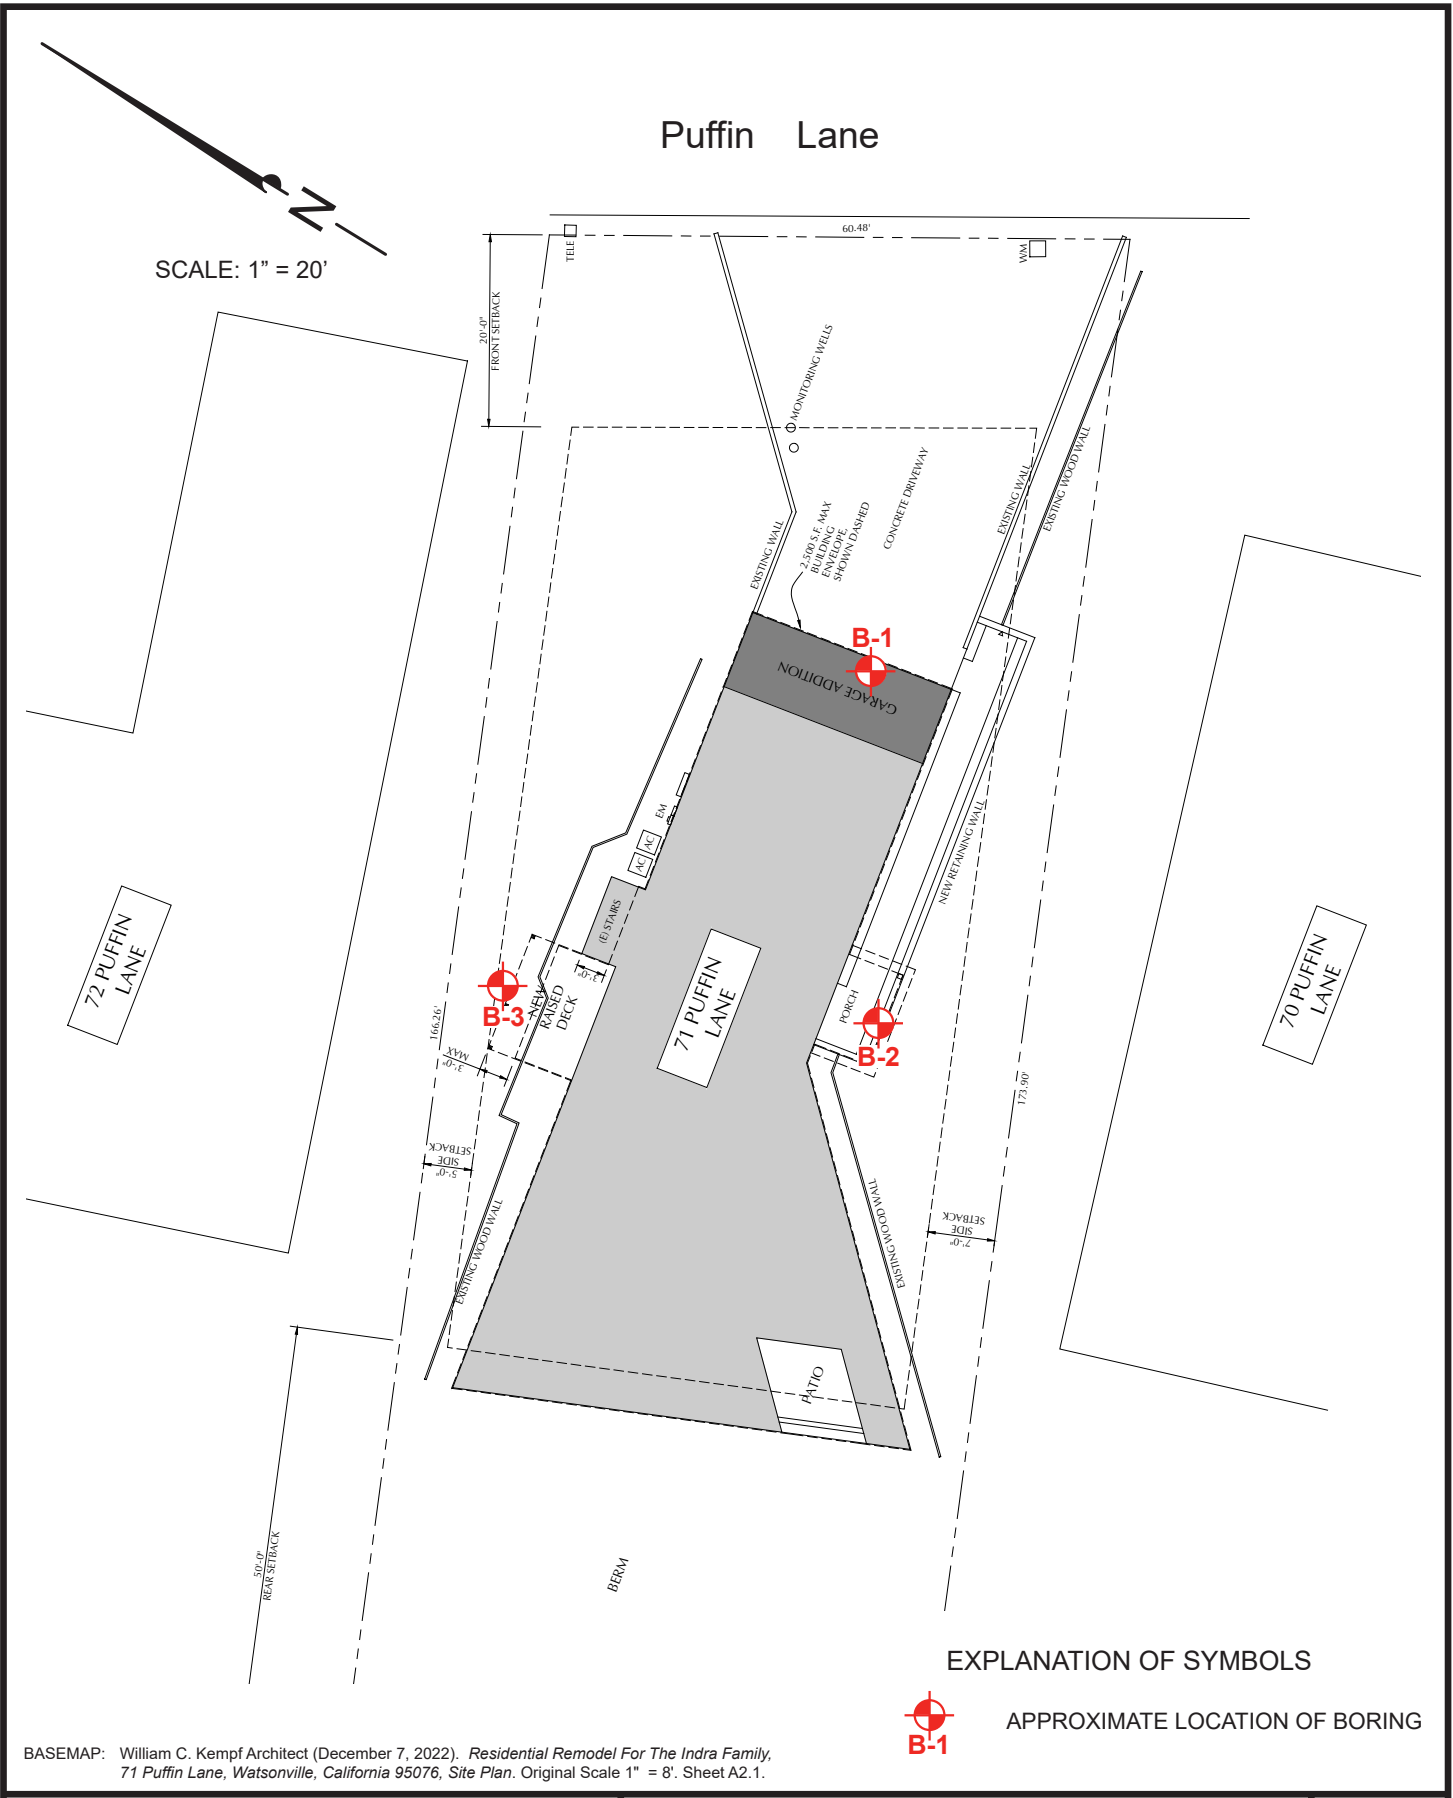 Puffin Lane
N
SCALE: 1” = 20’
60.48'
TELE
WM
20'-0"
FRONT SETBACK
MONITORING WELLS
EXISTING WALL
2,500 S.F. MAX
BUILDING
ENVELOPE,
SHOWN DASHED
CONCRETE DRIVEWAY
EXISTING WALL
EXISTING WOOD WALL
B-1
GARAGE ADDITION
EM
AC
AC
(E) STAIRS
NEW RETAINING WALL
72 PUFFIN
LANE
71 PUFFIN
LANE
70 PUFFIN
LANE
3'-0"
NEW
RAISED
DECK
B-3
PORCH
B-2
166.26'
3'-0"
MAX
173.90'
5'-0"
SIDE
SETBACK
7'-0"
SIDE
SETBACK
EXISTING WOOD WALL
EXISTING WOOD WALL
PATIO
50'-0"
REAR SETBACK
BERM
EXPLANATION OF SYMBOLS
B-1
APPROXIMATE LOCATION OF BORING
BASEMAP: William C. Kempf Architect (December 7, 2022). Residential Remodel For The Indra Family,
71 Puffin Lane, Watsonville, California 95076, Site Plan. Original Scale 1" = 8'. Sheet A2.1.